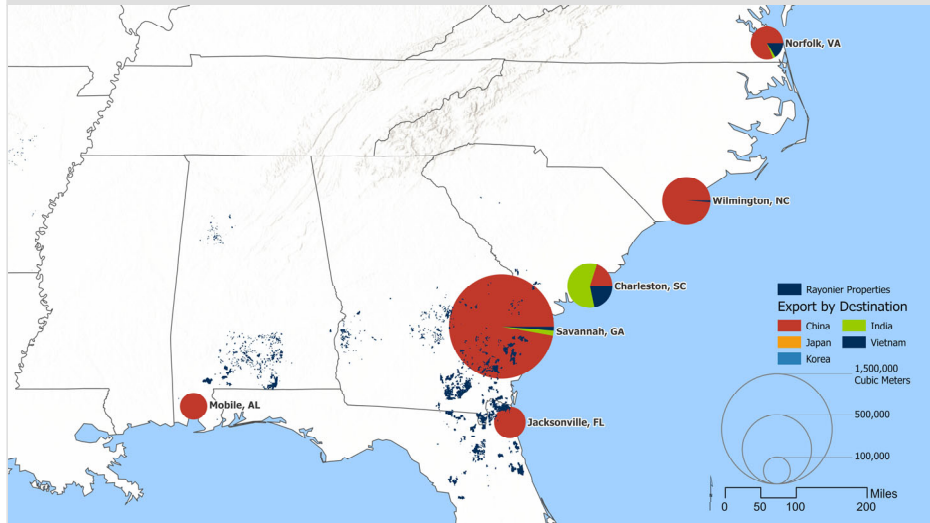 Norfolk, VA
Wilmington, NC
Charleston, SC
Savannah, GA
Mobile, AL
Jacksonville, FL
Rayonier Properties
Export by Destination
China India
Japan Vietnam
Korea
1,500,000
Cubic Meters
500,000
100,000
Miles
0 50 100 200